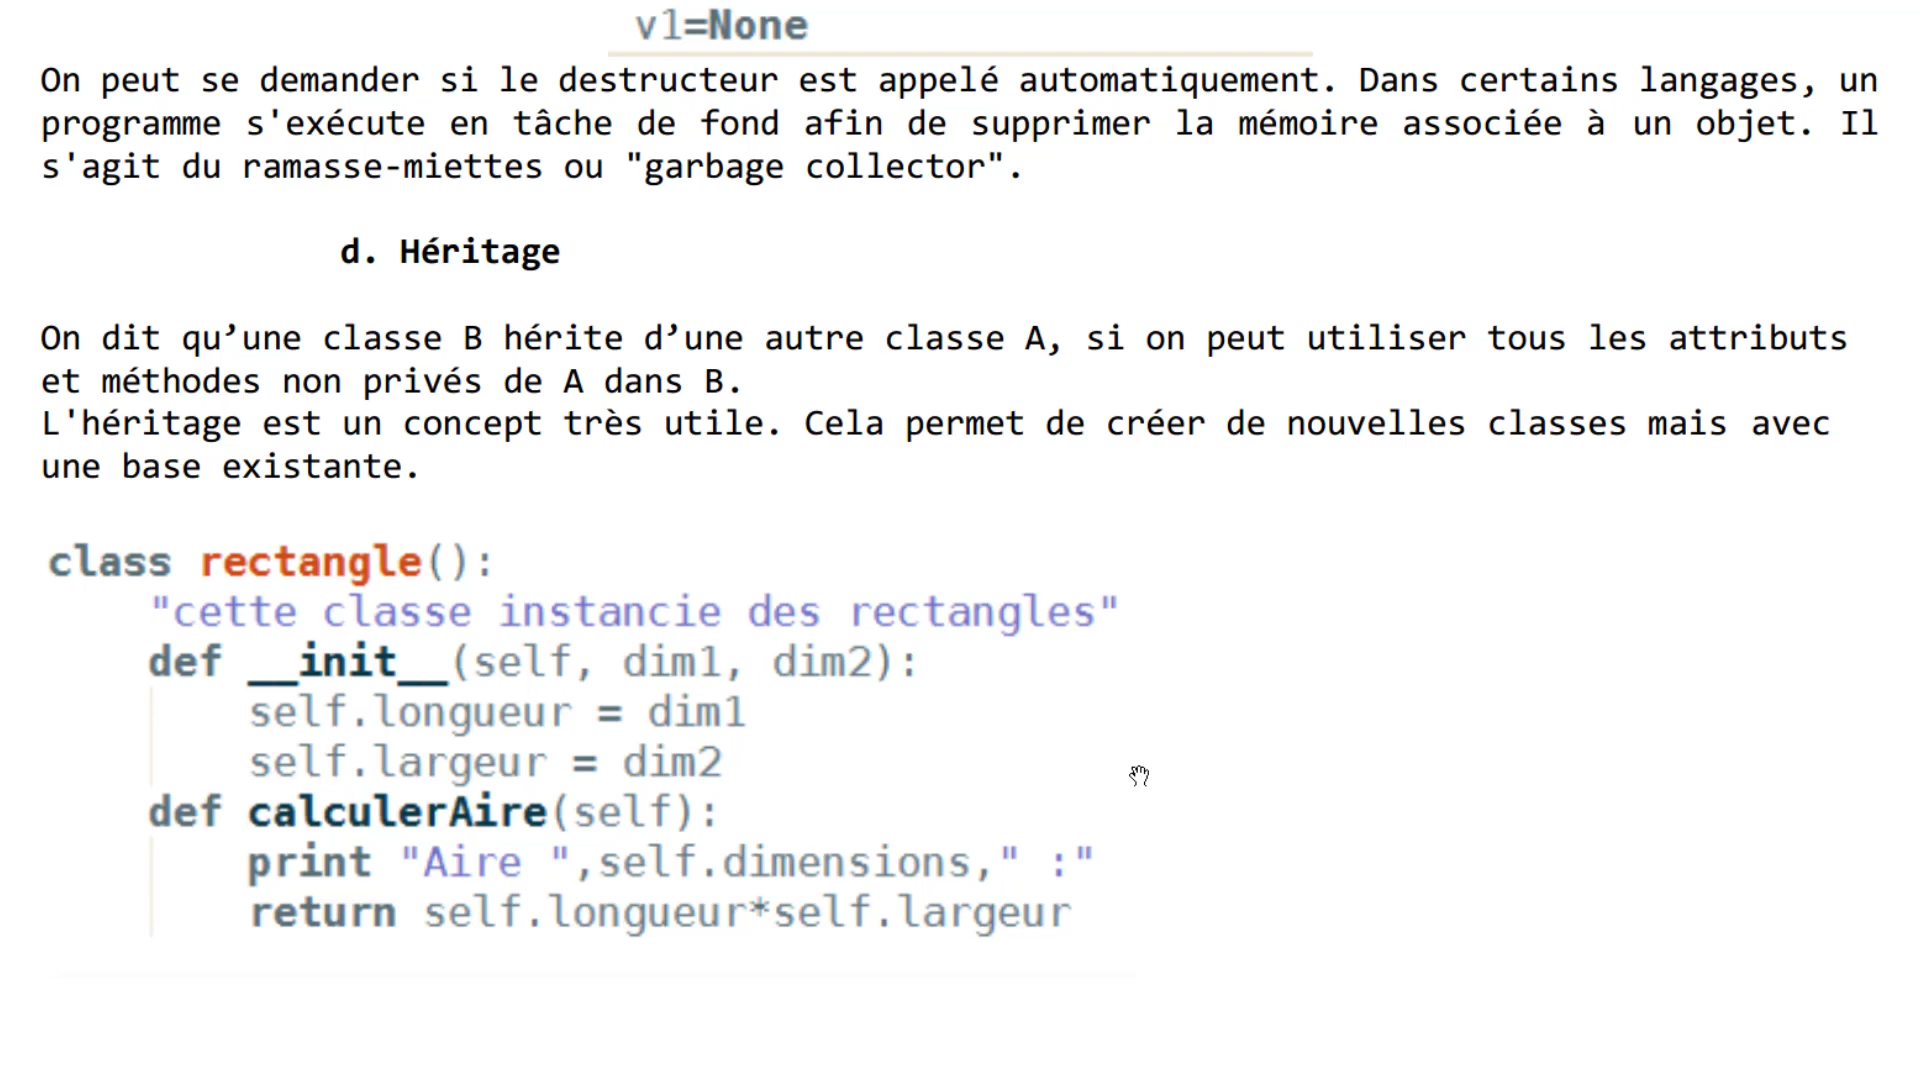 v1=None
On peut se demander si le destructeur est appelé automatiquement. Dans certains langages, un
programme s'exécute en tâche de fond afin de supprimer la mémoire associée à un objet. Il
s'agit du ramasse-miettes ou "garbage collector".
d. Héritage
On dit qu’une classe B hérite d’une autre classe A, si on peut utiliser tous les attributs
et méthodes non privés de A dans B.
L'héritage est un concept très utile. Cela permet de créer de nouvelles classes mais avec
une base existante.
class rectangle():
"cette classe instancie des rectangles"
def __init__(self, dim1, dim2):
self.longueur = dim1
self.largeur = dim2
def calculerAire(self):
print "Aire ",self.dimensions," :"
return self.longueur*self.largeur